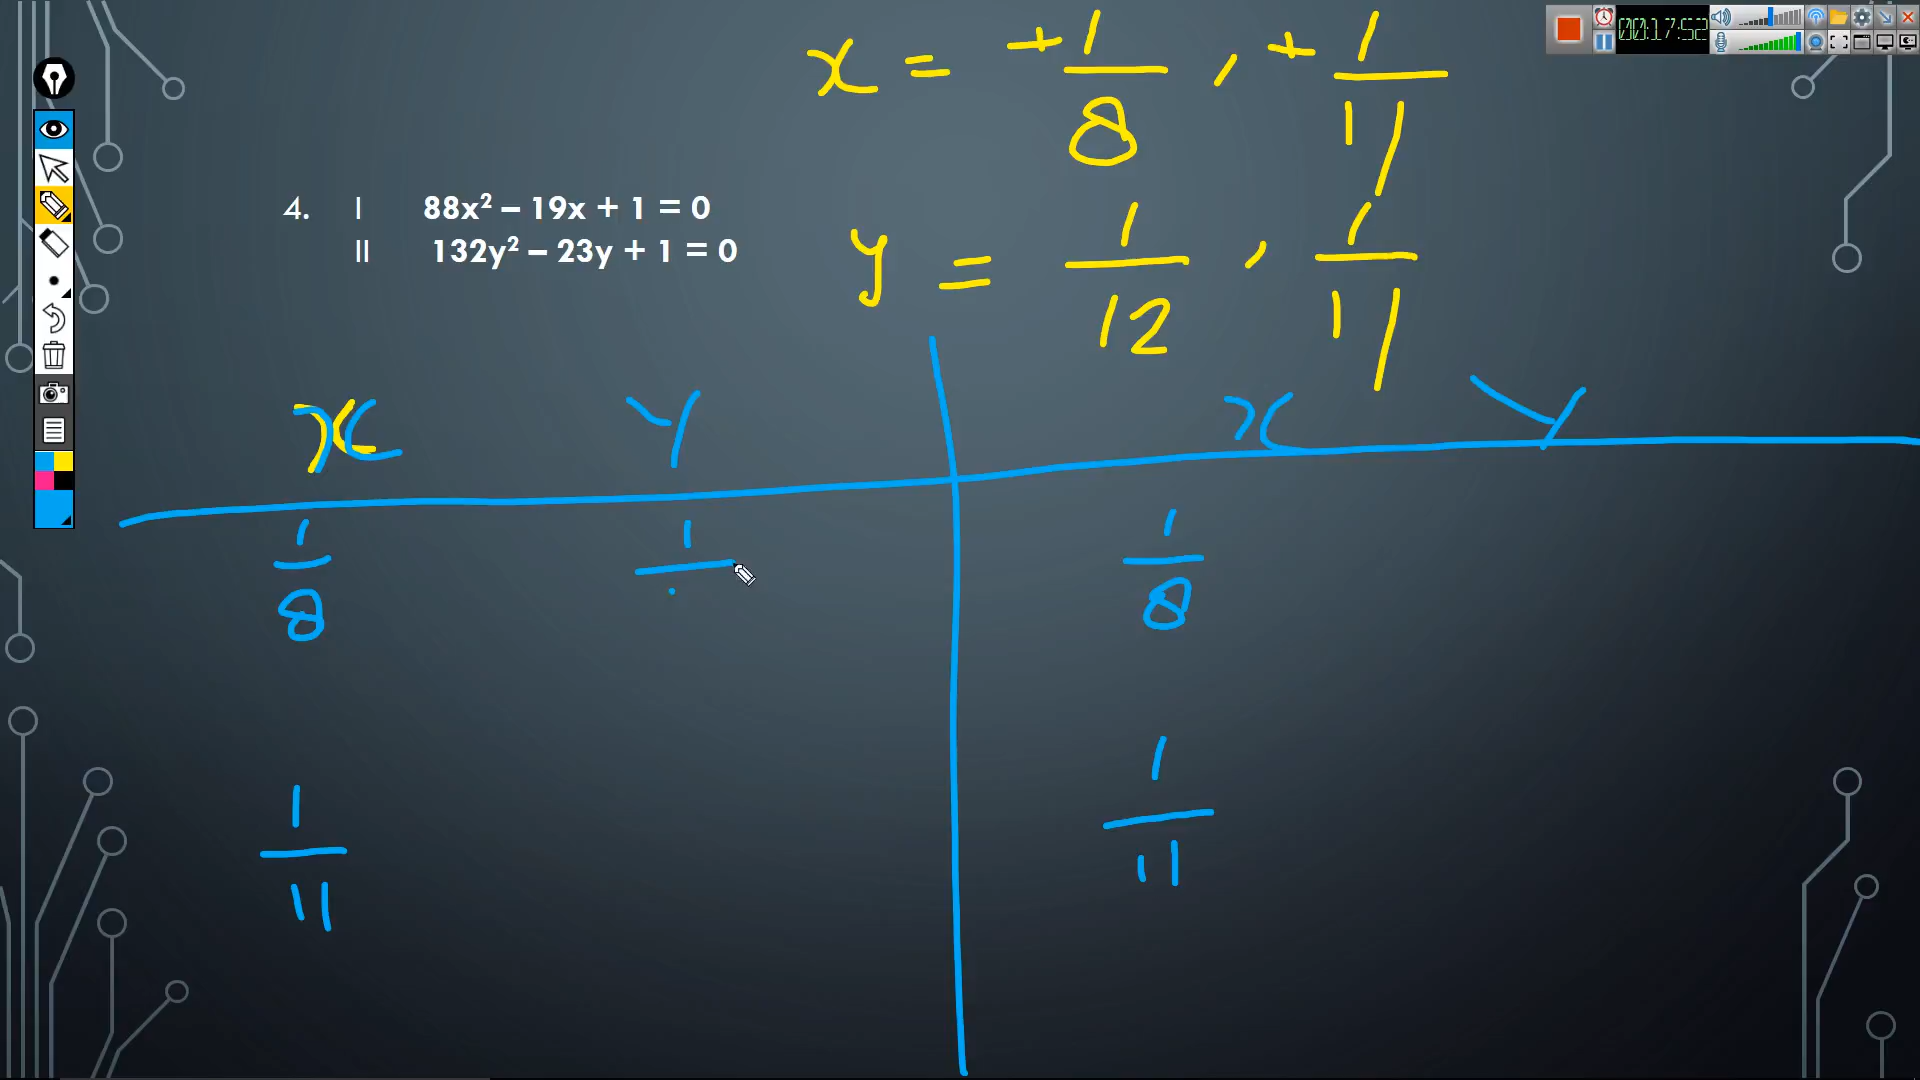 00:17:52
x = +1/8 , +1/11
4. I 88x² – 19x + 1 = 0
II 132y² – 23y + 1 = 0
y = 1/12 , 1/11
x Y x Y
1/8 1/ 1/8
1/11 1/11